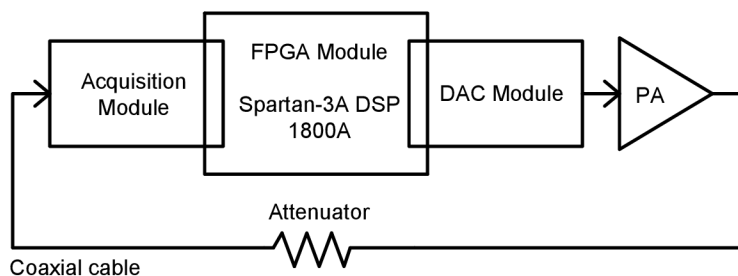 Acquisition
Module
FPGA Module
Spartan-3A DSP
1800A
DAC Module
PA
Attenuator
Coaxial cable